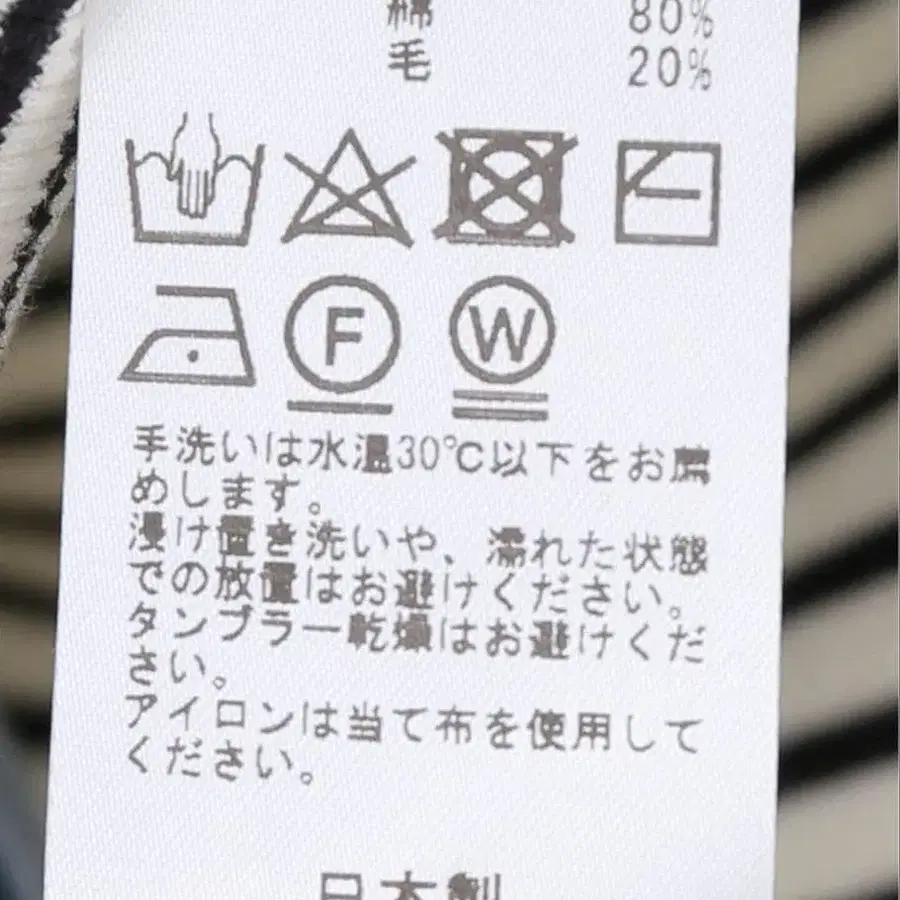 綿 80%
毛 20%
F W
手洗いは水温30℃以下をお薦
めします。
浸け置き洗いや、濡れた状態
での放置はお避けください。
タンブラー乾燥はお避けくだ
さい。
アイロンは当て布を使用して
ください。
日本製